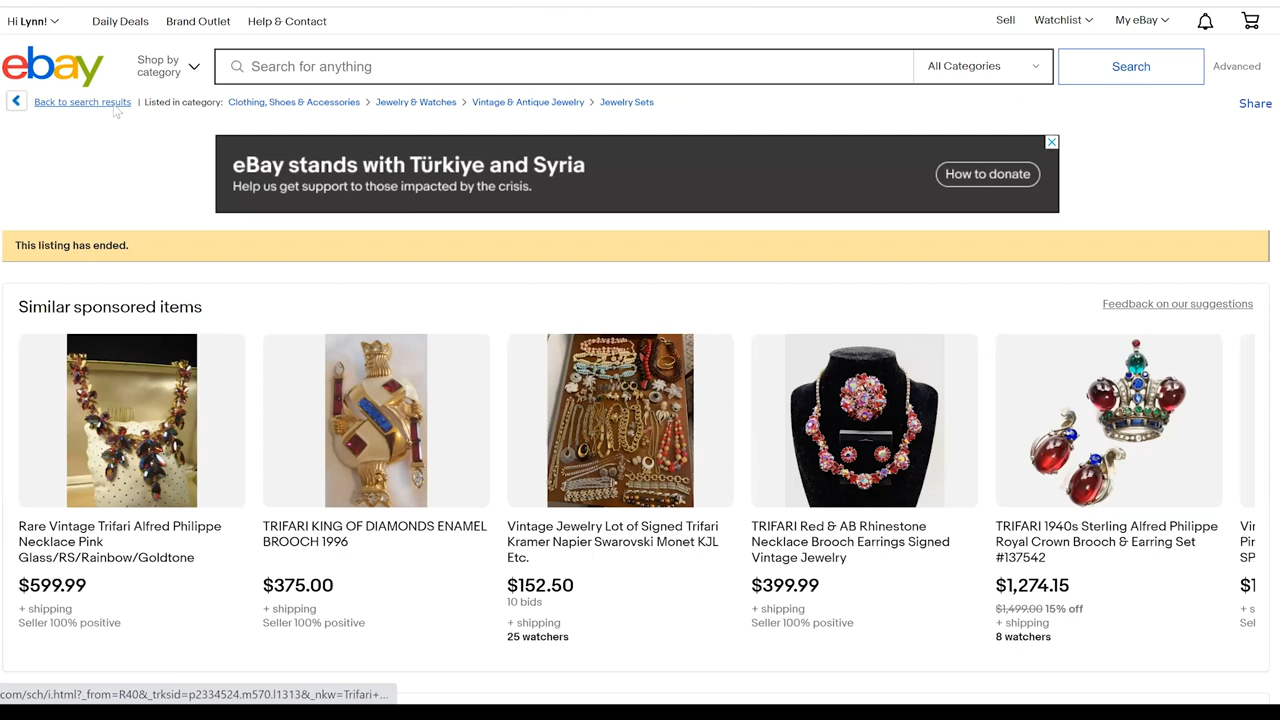 Hi Lynn! Daily Deals Brand Outlet Help & Contact Sell Watchlist My eBay
ebay Shop by category Search for anything All Categories Search Advanced
Back to search results | Listed in category: Clothing, Shoes & Accessories > Jewelry & Watches > Vintage & Antique Jewelry > Jewelry Sets Share
eBay stands with Türkiye and Syria
Help us get support to those impacted by the crisis.
How to donate
This listing has ended.
Similar sponsored items
Feedback on our suggestions
Rare Vintage Trifari Alfred Philippe
Necklace Pink
Glass/RS/Rainbow/Goldtone
$599.99
+ shipping
Seller 100% positive
TRIFARI KING OF DIAMONDS ENAMEL
BROOCH 1996
$375.00
+ shipping
Seller 100% positive
Vintage Jewelry Lot of Signed Trifari
Kramer Napier Swarovski Monet KJL
Etc.
$152.50
10 bids
+ shipping
25 watchers
TRIFARI Red & AB Rhinestone
Necklace Brooch Earrings Signed
Vintage Jewelry
$399.99
+ shipping
Seller 100% positive
TRIFARI 1940s Sterling Alfred Philippe
Royal Crown Brooch & Earring Set
#137542
$1,274.15
$1,499.00 15% off
+ shipping
8 watchers
com/sch/i.html?_from=R40&_trksid=p2334524.m570.l1313&_nkw=Trifari+...